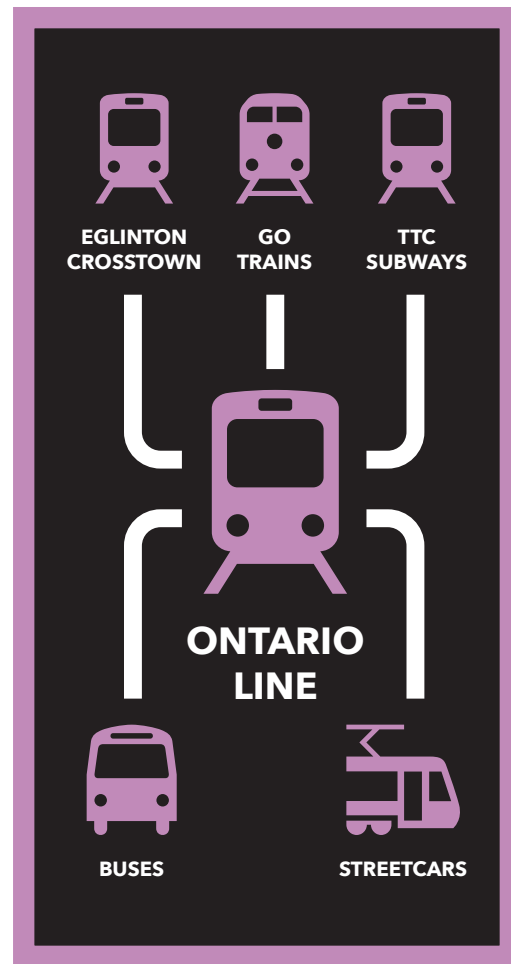 EGLINTON
CROSSTOWN
GO
TRAINS
TTC
SUBWAYS
ONTARIO
LINE
BUSES
STREETCARS